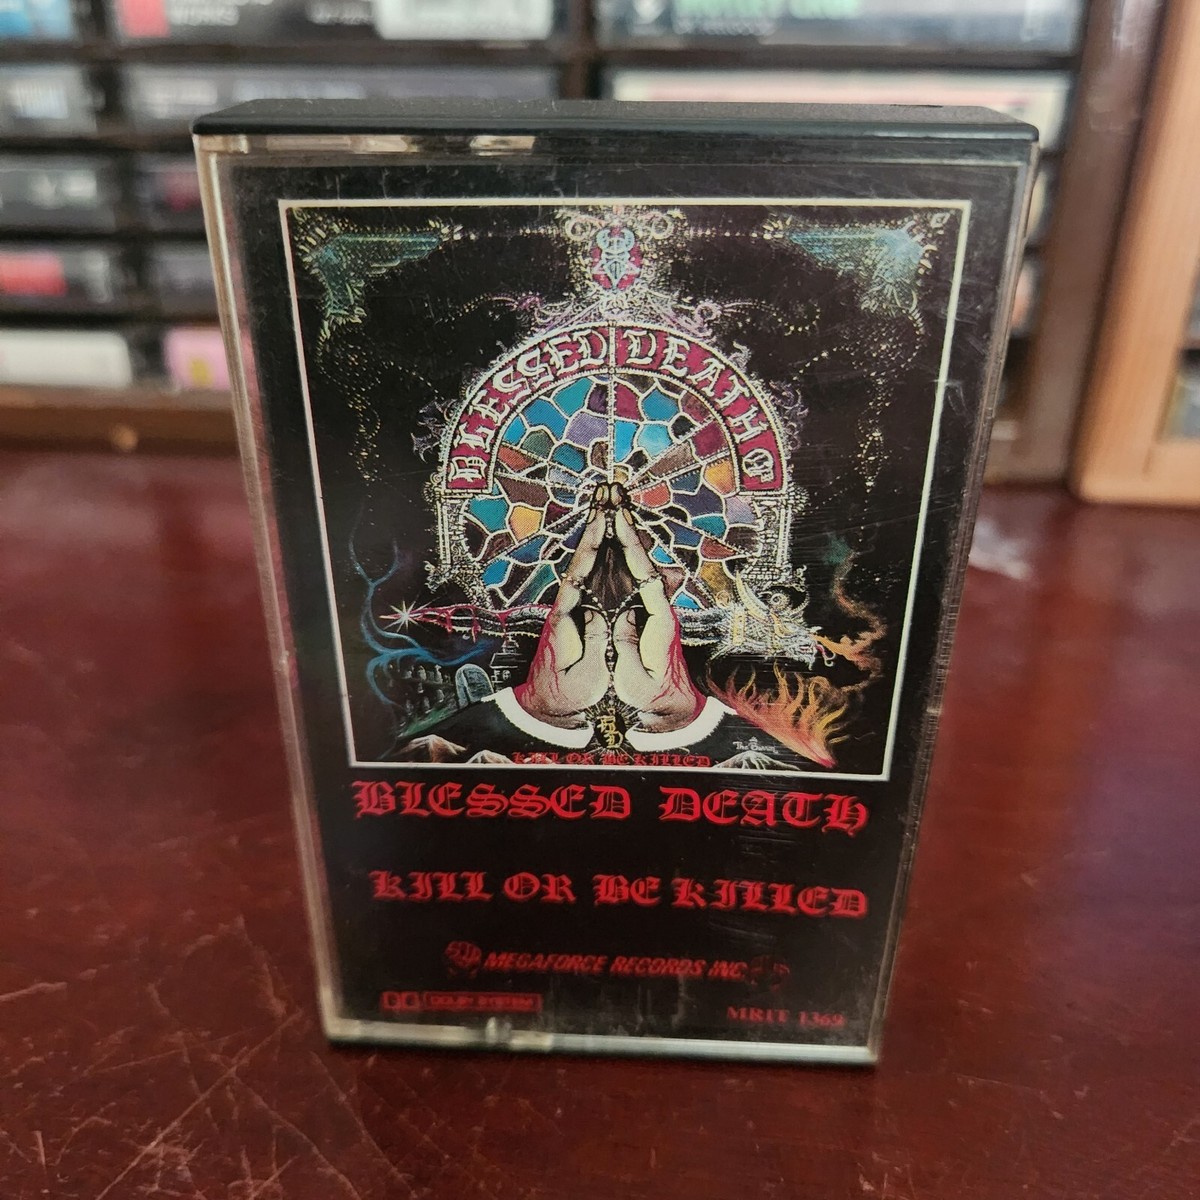 BLESSED DEATH
KILL OR BE KILLED
BLESSED DEATH
KILL OR BE KILLED
MEGAFORCE RECORDS INC.
DOLBY SYSTEM
MRIT 1369